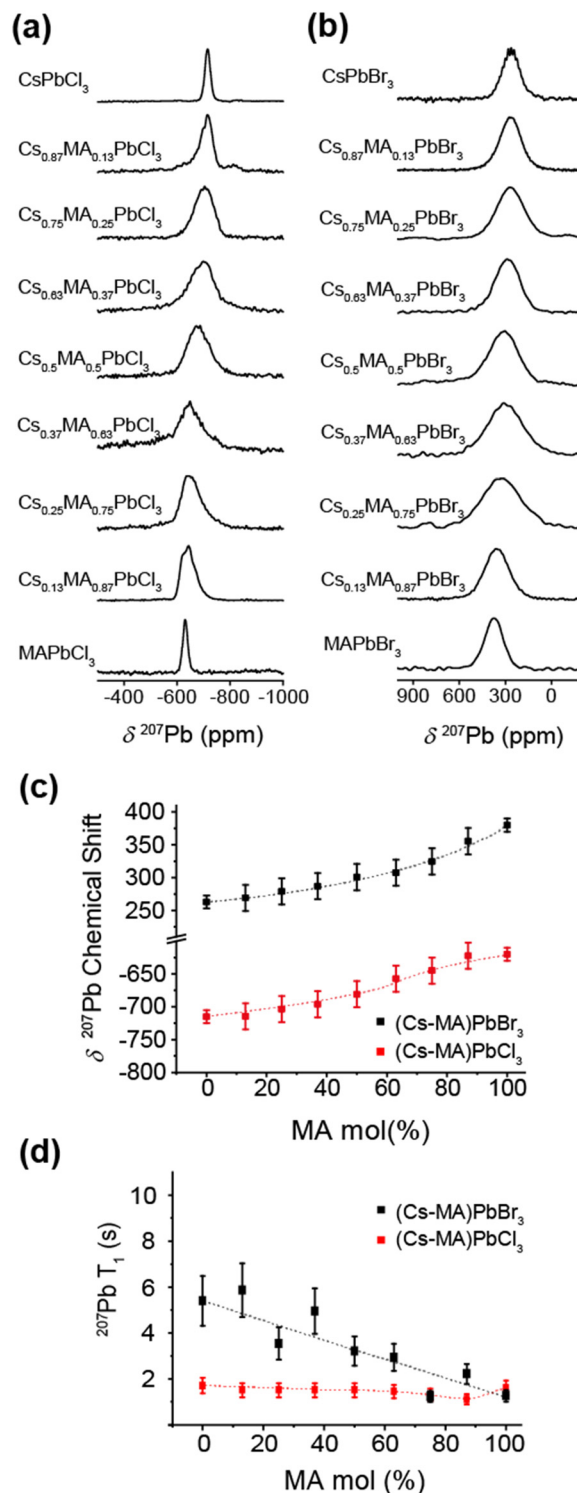 (a)
CsPbCl₃
Cs₀.₈₇MA₀.₁₃PbCl₃
Cs₀.₇₅MA₀.₂₅PbCl₃
Cs₀.₆₃MA₀.₃₇PbCl₃
Cs₀.₅MA₀.₅PbCl₃
Cs₀.₃₇MA₀.₆₃PbCl₃
Cs₀.₂₅MA₀.₇₅PbCl₃
Cs₀.₁₃MA₀.₈₇PbCl₃
MAPbCl₃
-400 -600 -800 -1000
δ ²⁰⁷Pb (ppm)
(b)
CsPbBr₃
Cs₀.₈₇MA₀.₁₃PbBr₃
Cs₀.₇₅MA₀.₂₅PbBr₃
Cs₀.₆₃MA₀.₃₇PbBr₃
Cs₀.₅MA₀.₅PbBr₃
Cs₀.₃₇MA₀.₆₃PbBr₃
Cs₀.₂₅MA₀.₇₅PbBr₃
Cs₀.₁₃MA₀.₈₇PbBr₃
MAPbBr₃
900 600 300 0
δ ²⁰⁷Pb (ppm)
(c)
δ ²⁰⁷Pb Chemical Shift
400
350
300
250
-650
-700
-750
-800
(Cs-MA)PbBr₃
(Cs-MA)PbCl₃
0 20 40 60 80 100
MA mol(%)
(d)
²⁰⁷Pb T₁ (s)
10
8
6
4
2
(Cs-MA)PbBr₃
(Cs-MA)PbCl₃
0 20 40 60 80 100
MA mol (%)